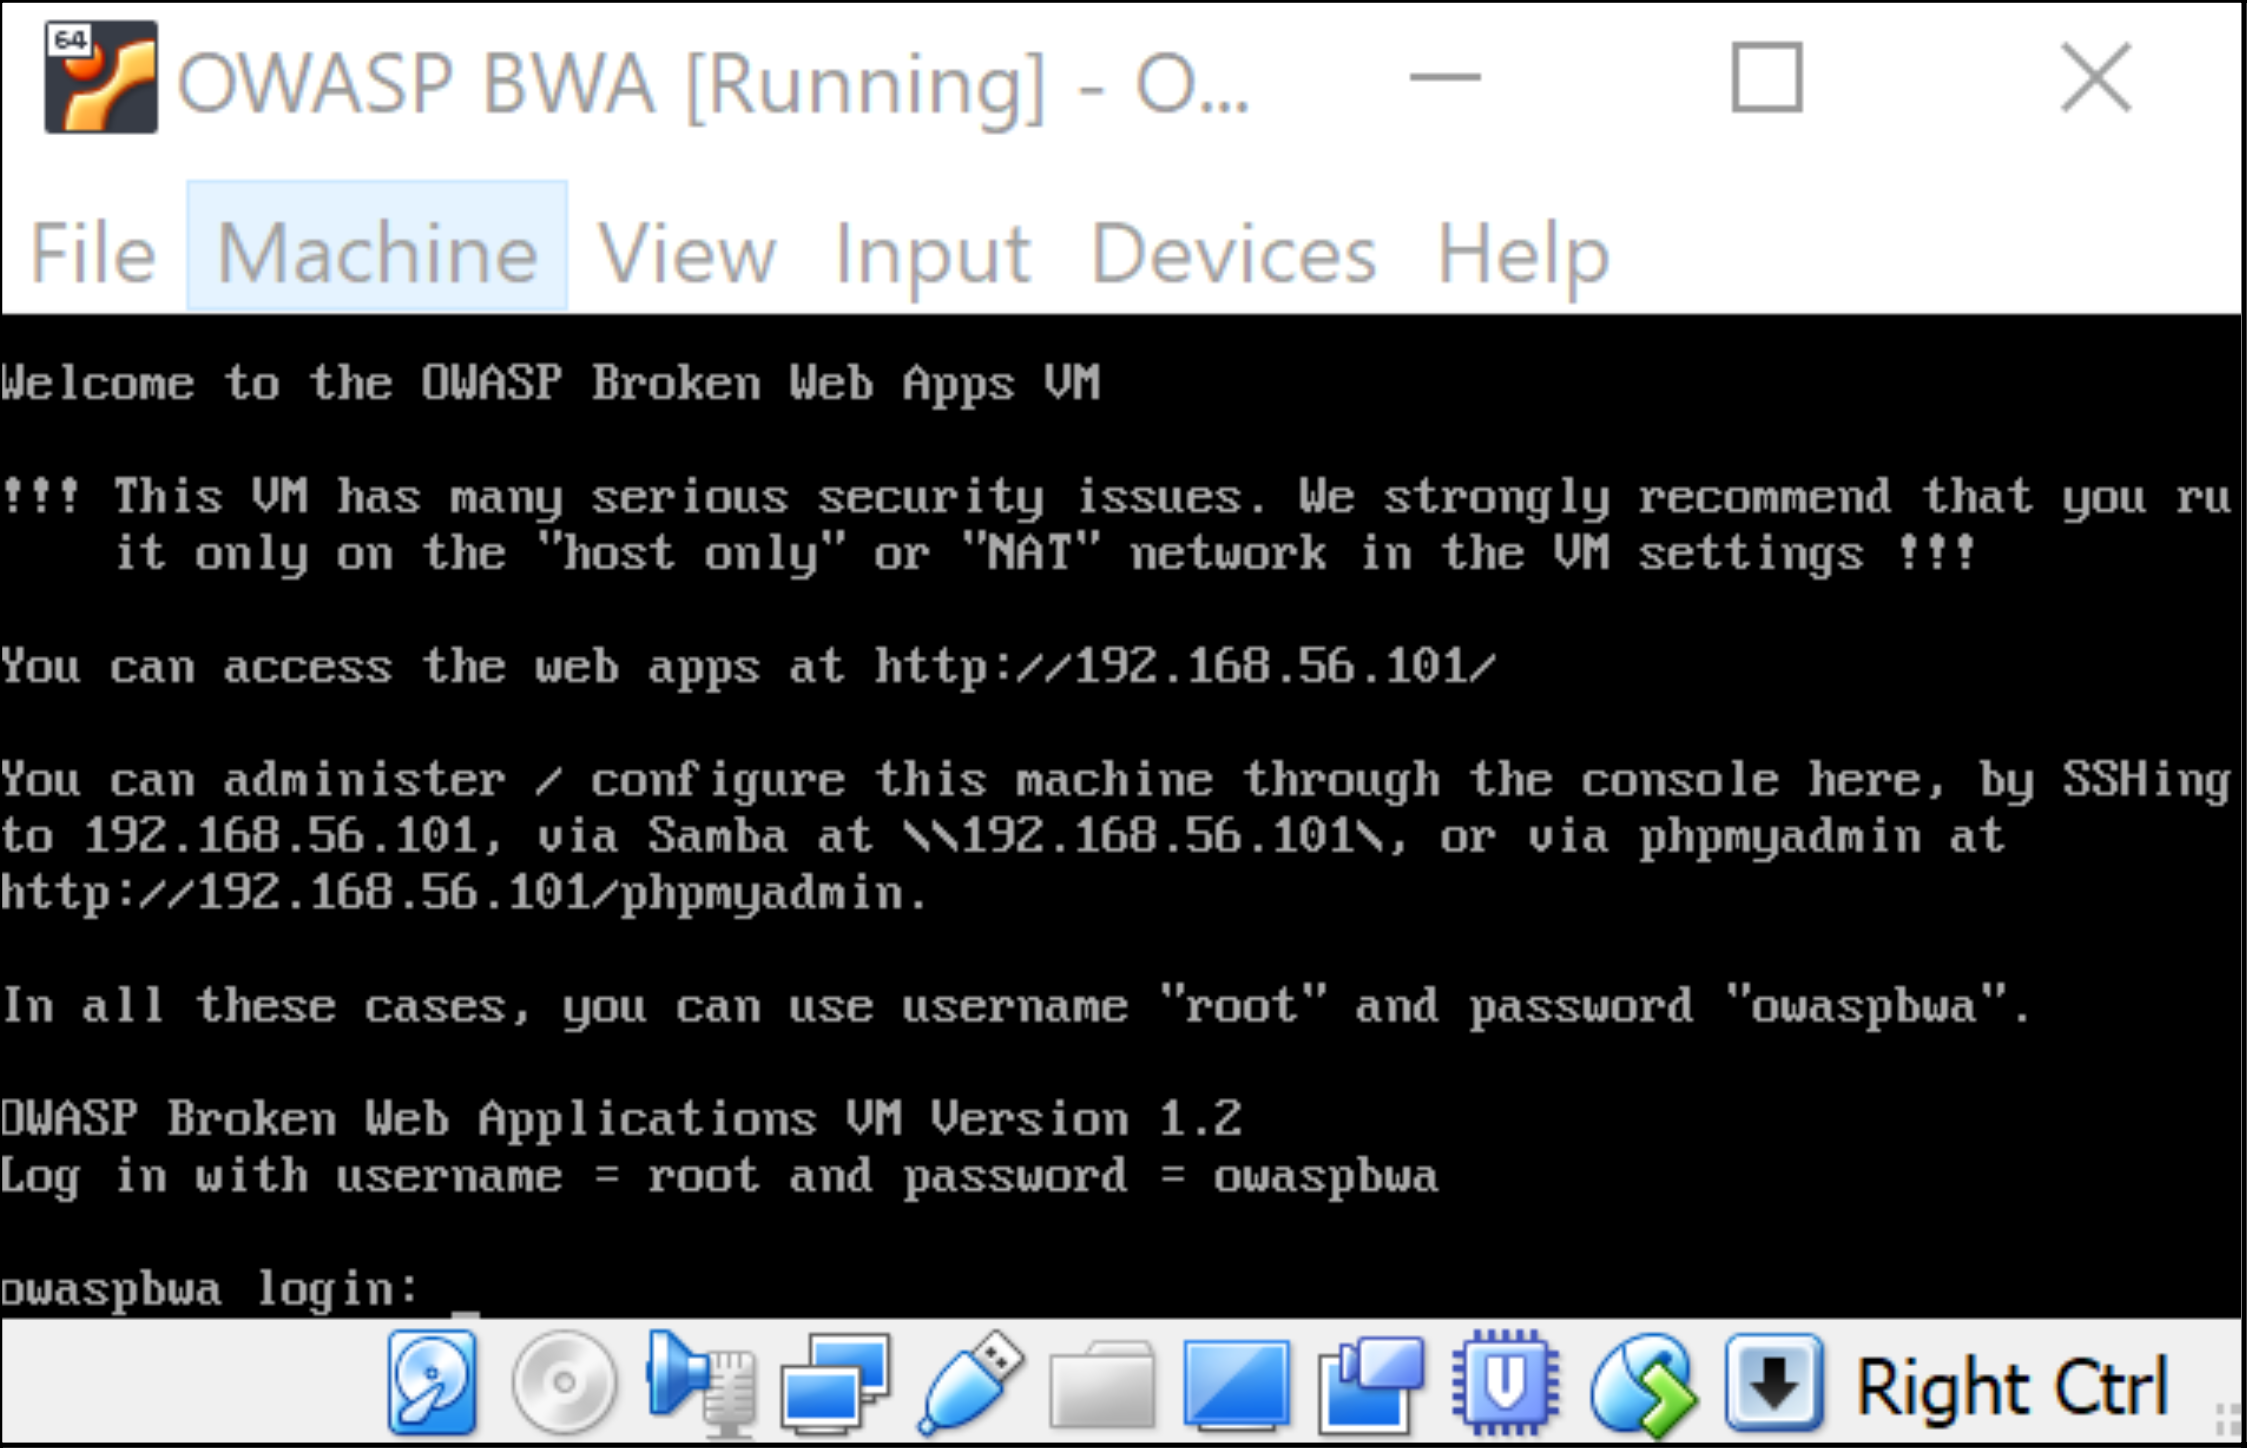 64
OWASP BWA [Running] - O...
File Machine View Input Devices Help
Welcome to the OWASP Broken Web Apps VM
!!! This VM has many serious security issues. We strongly recommend that you ru
it only on the "host only" or "NAT" network in the VM settings !!!
You can access the web apps at http://192.168.56.101/
You can administer / configure this machine through the console here, by SSHing
to 192.168.56.101, via Samba at \\192.168.56.101\, or via phpmyadmin at
http://192.168.56.101/phpmyadmin.
In all these cases, you can use username "root" and password "owaspbwa".
OWASP Broken Web Applications VM Version 1.2
Log in with username = root and password = owaspbwa
owaspbwa login: _
Right Ctrl